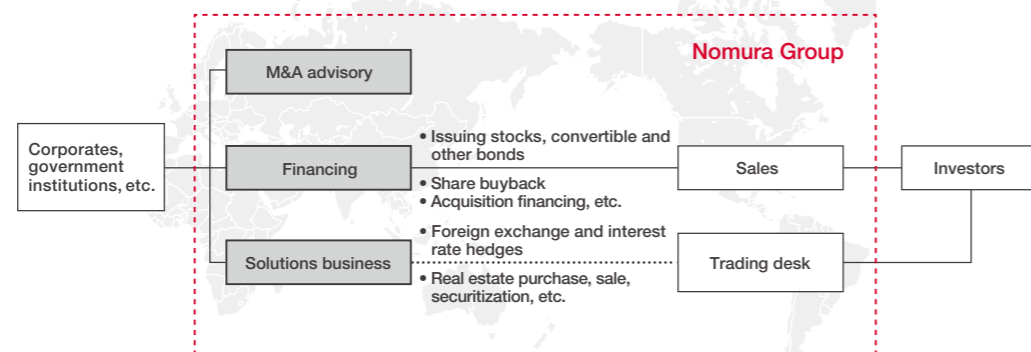 Nomura Group
M&A advisory
Corporates,
government
institutions, etc.
Financing
• Issuing stocks, convertible and
other bonds
• Share buyback
• Acquisition financing, etc.
Sales
Investors
Solutions business
• Foreign exchange and interest
rate hedges
• Real estate purchase, sale,
securitization, etc.
Trading desk